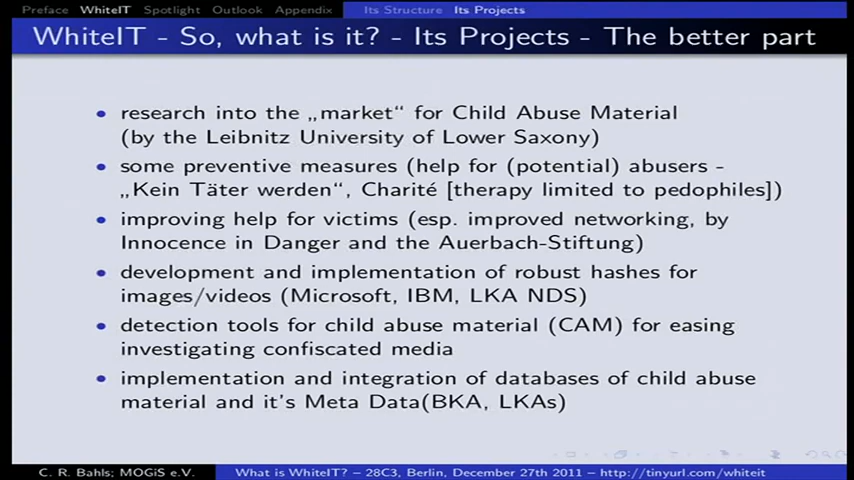 Preface WhiteIT Spotlight Outlook Appendix Its Structure Its Projects
WhiteIT - So, what is it? - Its Projects - The better part
• research into the „market“ for Child Abuse Material
(by the Leibnitz University of Lower Saxony)
• some preventive measures (help for (potential) abusers -
„Kein Täter werden“, Charité [therapy limited to pedophiles])
• improving help for victims (esp. improved networking, by
Innocence in Danger and the Auerbach-Stiftung)
• development and implementation of robust hashes for
images/videos (Microsoft, IBM, LKA NDS)
• detection tools for child abuse material (CAM) for easing
investigating confiscated media
• implementation and integration of databases of child abuse
material and it's Meta Data(BKA, LKAs)
C. R. Bahls; MOGiS e.V. What is WhiteIT? – 28C3, Berlin, December 27th 2011 – http://tinyurl.com/whiteit